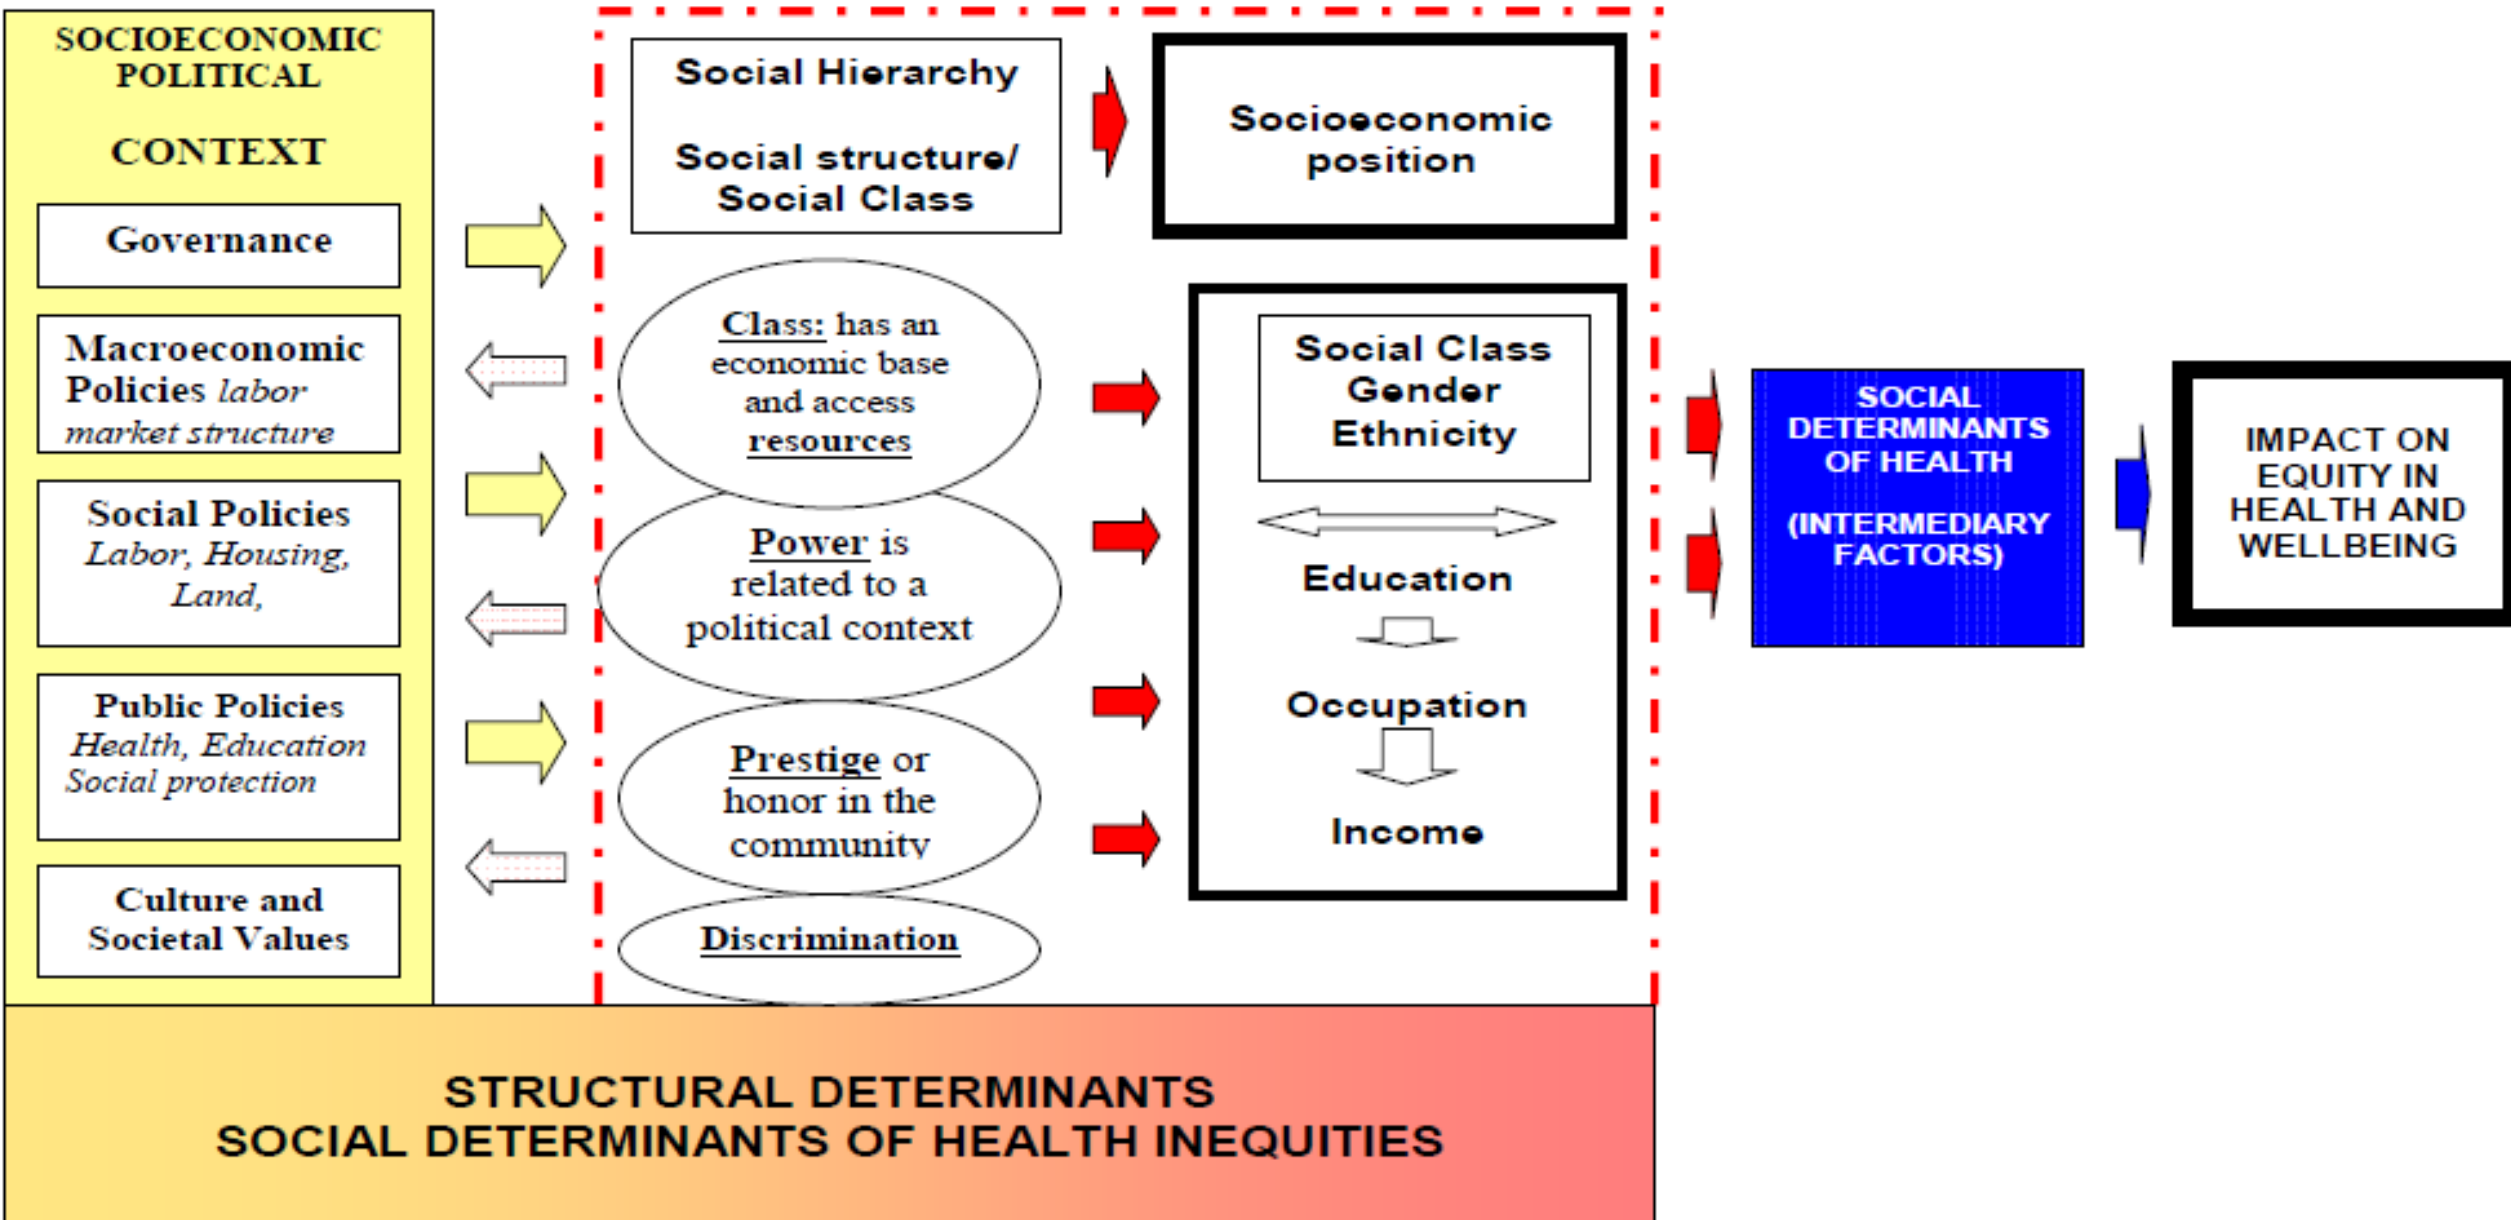 SOCIOECONOMIC
POLITICAL
CONTEXT
Governance
Macroeconomic
Policies labor
market structure
Social Policies
Labor, Housing,
Land,
Public Policies
Health, Education
Social protection
Culture and
Societal Values
Social Hierarchy
Social structure/
Social Class
Class: has an
economic base
and access
resources
Power is
related to a
political context
Prestige or
honor in the
community
Discrimination
Socioeconomic
position
Social Class
Gender
Ethnicity
Education
Occupation
Income
SOCIAL
DETERMINANTS
OF HEALTH
(INTERMEDIARY
FACTORS)
IMPACT ON
EQUITY IN
HEALTH AND
WELLBEING
STRUCTURAL DETERMINANTS
SOCIAL DETERMINANTS OF HEALTH INEQUITIES